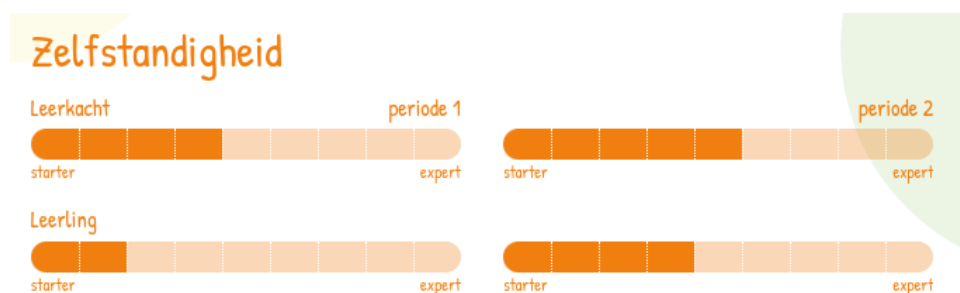 Zelfstandigheid
Leerkacht periode 1 periode 2
starter expert starter expert
Leerling
starter expert starter expert